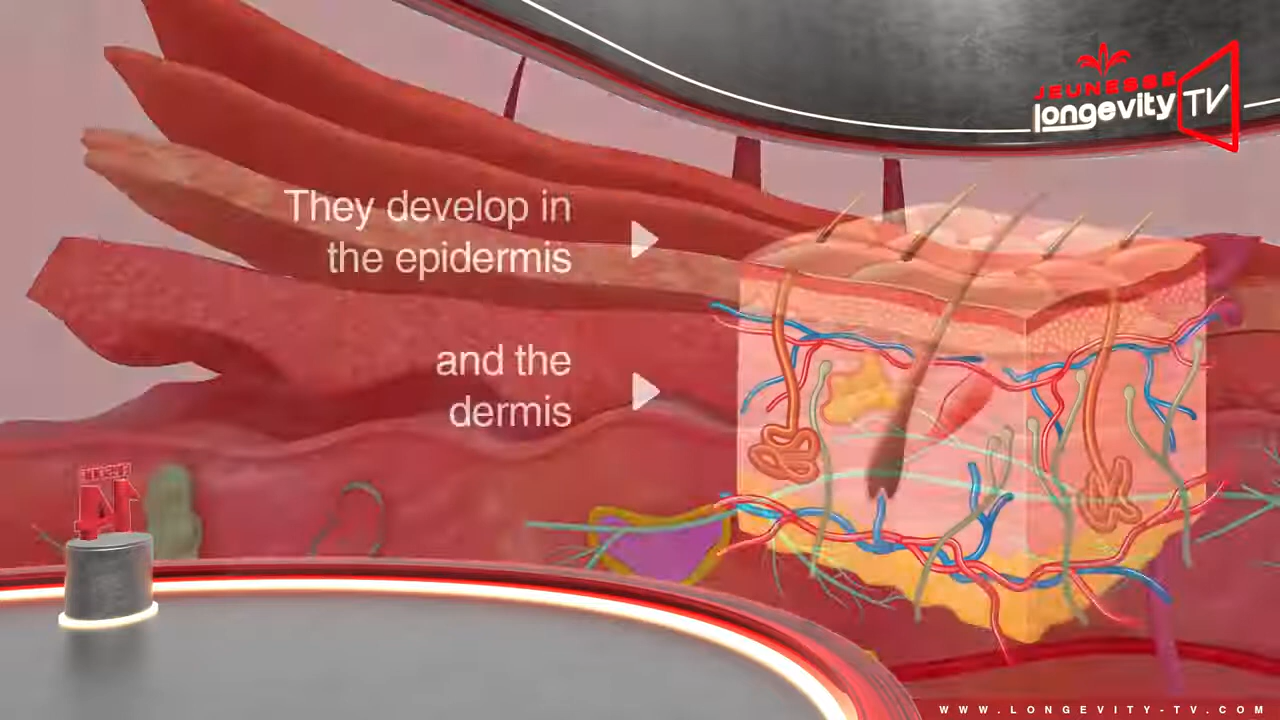 JEUNESSE
longevity TV
They develop in
the epidermis
and the
dermis
WWW.LONGEVITY-TV.COM